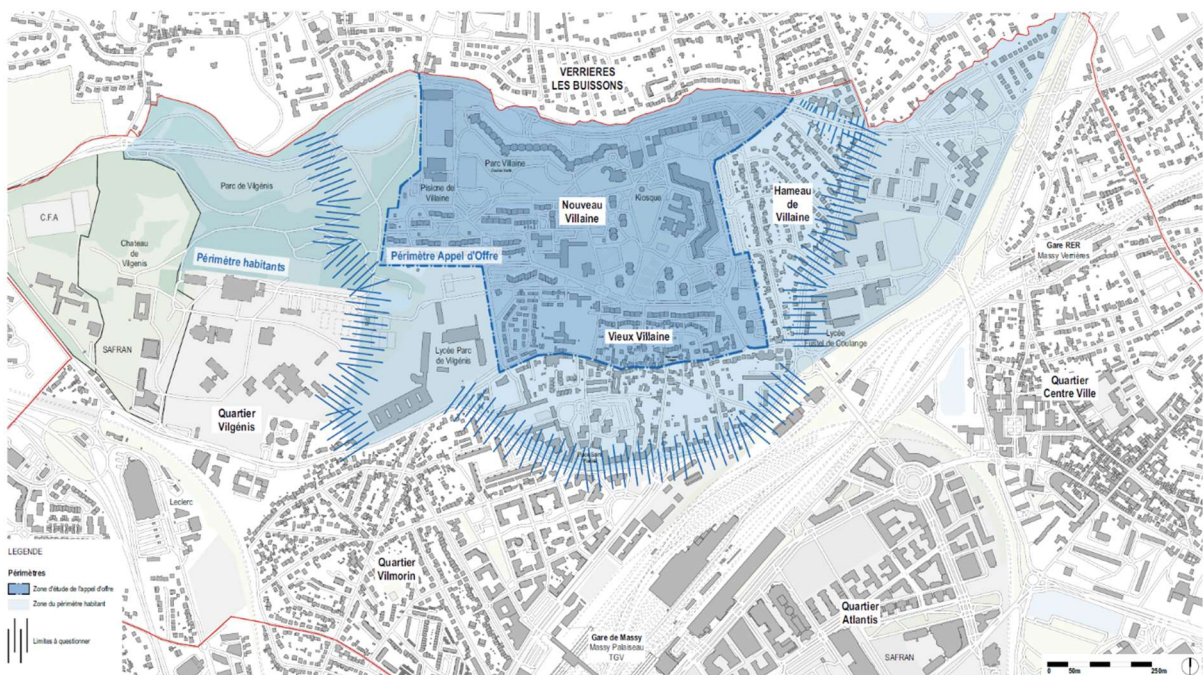 VERRIERES
LES BUISSONS
Parc de Vilgénis
Parc Villaine
Piscine de
Villaine
Nouveau
Villaine
Kiosque
Hameau
de
Villaine
C.F.A
Chateau
de
Vilgenis
Périmètre habitants
Périmètre Appel d'Offre
Gare RER
Massy Verrières
Vieux Villaine
Lycée
Fustel de Coulange
SAFRAN
Lycée Parc
de Vilgénis
Quartier
Vilgénis
Quartier
Centre Ville
Leclerc
Quartier
Vilmorin
Quartier
Atlantis
Gare de Massy
Massy Palaiseau
TGV
SAFRAN
LEGENDE
Périmètres
Zone d'étude de l'appel d'offre
Zone du périmètre habitant
Limites à questionner
0 50m 250m